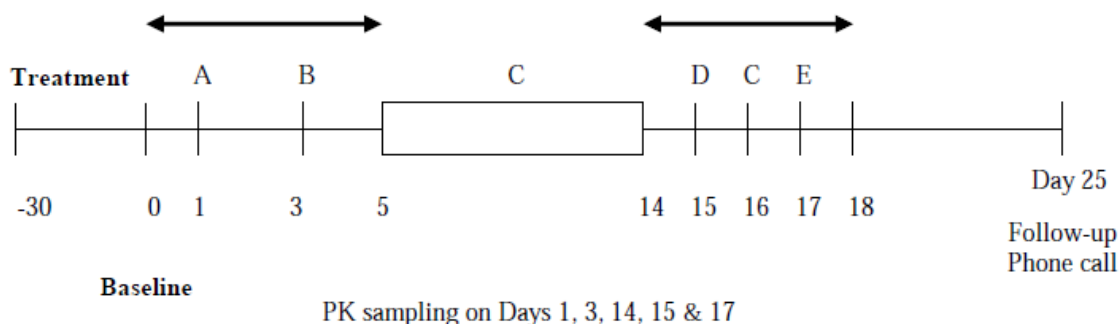 Treatment A B C D C E
-30 0 1 3 5 14 15 16 17 18
Day 25
Follow-up
Phone call
Baseline
PK sampling on Days 1, 3, 14, 15 & 17